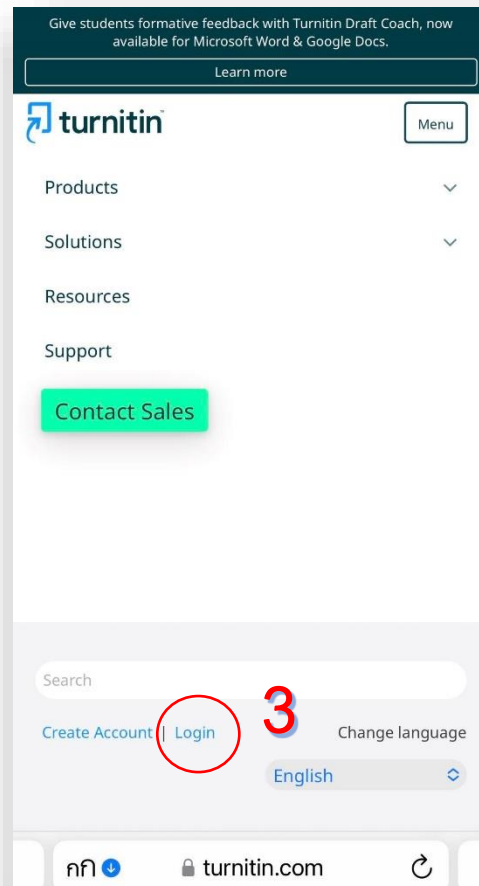 Give students formative feedback with Turnitin Draft Coach, now
available for Microsoft Word & Google Docs.
Learn more
turnitin
Menu
Products
Solutions
Resources
Support
Contact Sales
Search
3
Create Account | Login
Change language
English
กกิ turnitin.com